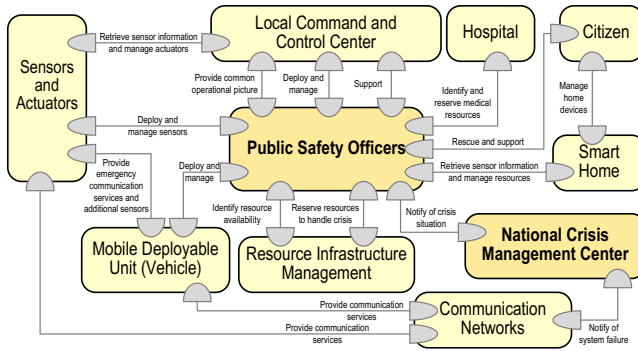 Retrieve sensor information
and manage actuators
Local Command and
Control Center
Hospital
Citizen
Sensors
and
Actuators
Provide common
operational picture
Deploy and
manage
Support
Identify and
reserve medical
resources
Manage
home
devices
Deploy and
manage sensors
Public Safety Officers
Rescue and support
Smart
Home
Retrieve sensor information
and manage resources
Provide
emergency
communication
services and
additional sensors
Deploy and
manage
Identify resource
availability
Reserve resources
to handle crisis
Notify of crisis
situation
Mobile Deployable
Unit (Vehicle)
Resource Infrastructure
Management
National Crisis
Management Center
Provide communication
services
Provide communication
services
Communication
Networks
Notify of
system failure